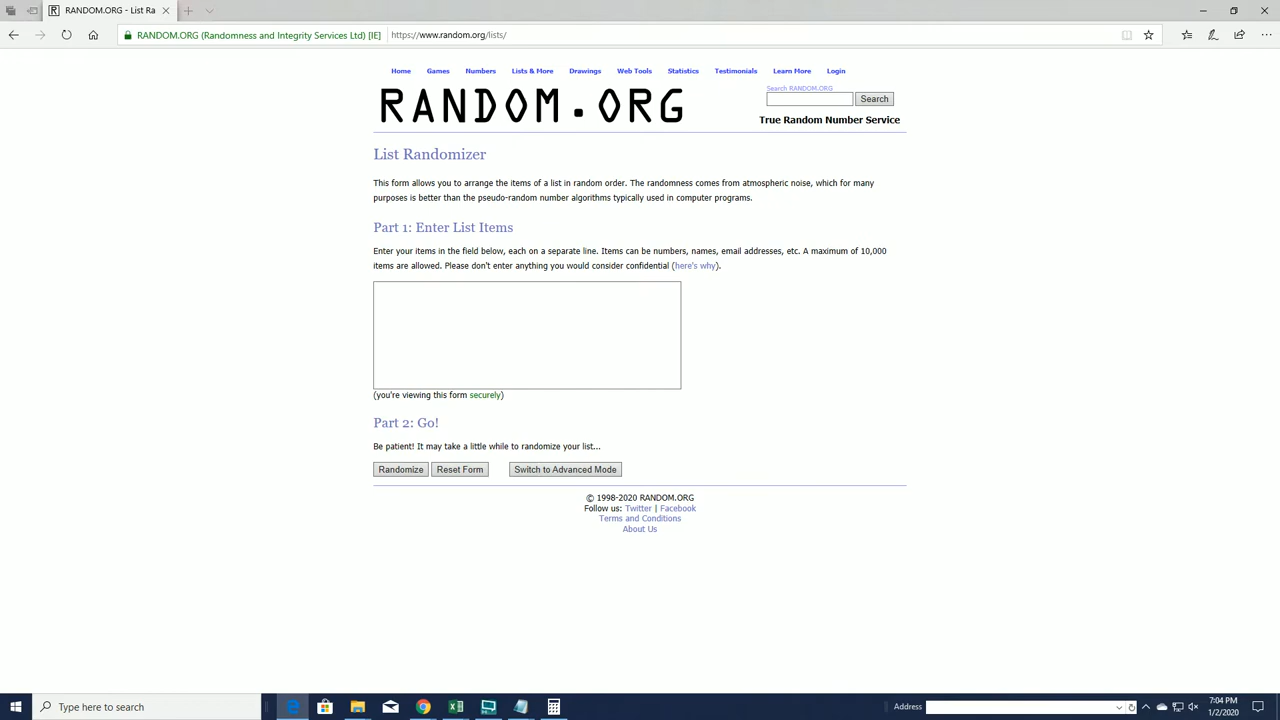 RANDOM.ORG - List Ra
RANDOM.ORG (Randomness and Integrity Services Ltd) [IE]
https://www.random.org/lists/
Home Games Numbers Lists & More Drawings Web Tools Statistics Testimonials Learn More Login
RANDOM.ORG
Search RANDOM.ORG
Search
True Random Number Service
List Randomizer
This form allows you to arrange the items of a list in random order. The randomness comes from atmospheric noise, which for many
purposes is better than the pseudo-random number algorithms typically used in computer programs.
Part 1: Enter List Items
Enter your items in the field below, each on a separate line. Items can be numbers, names, email addresses, etc. A maximum of 10,000
items are allowed. Please don't enter anything you would consider confidential (here's why).
(you're viewing this form securely)
Part 2: Go!
Be patient! It may take a little while to randomize your list...
Randomize Reset Form Switch to Advanced Mode
© 1998-2020 RANDOM.ORG
Follow us: Twitter | Facebook
Terms and Conditions
About Us
Type here to search
Address
7:04 PM
1/2/2020